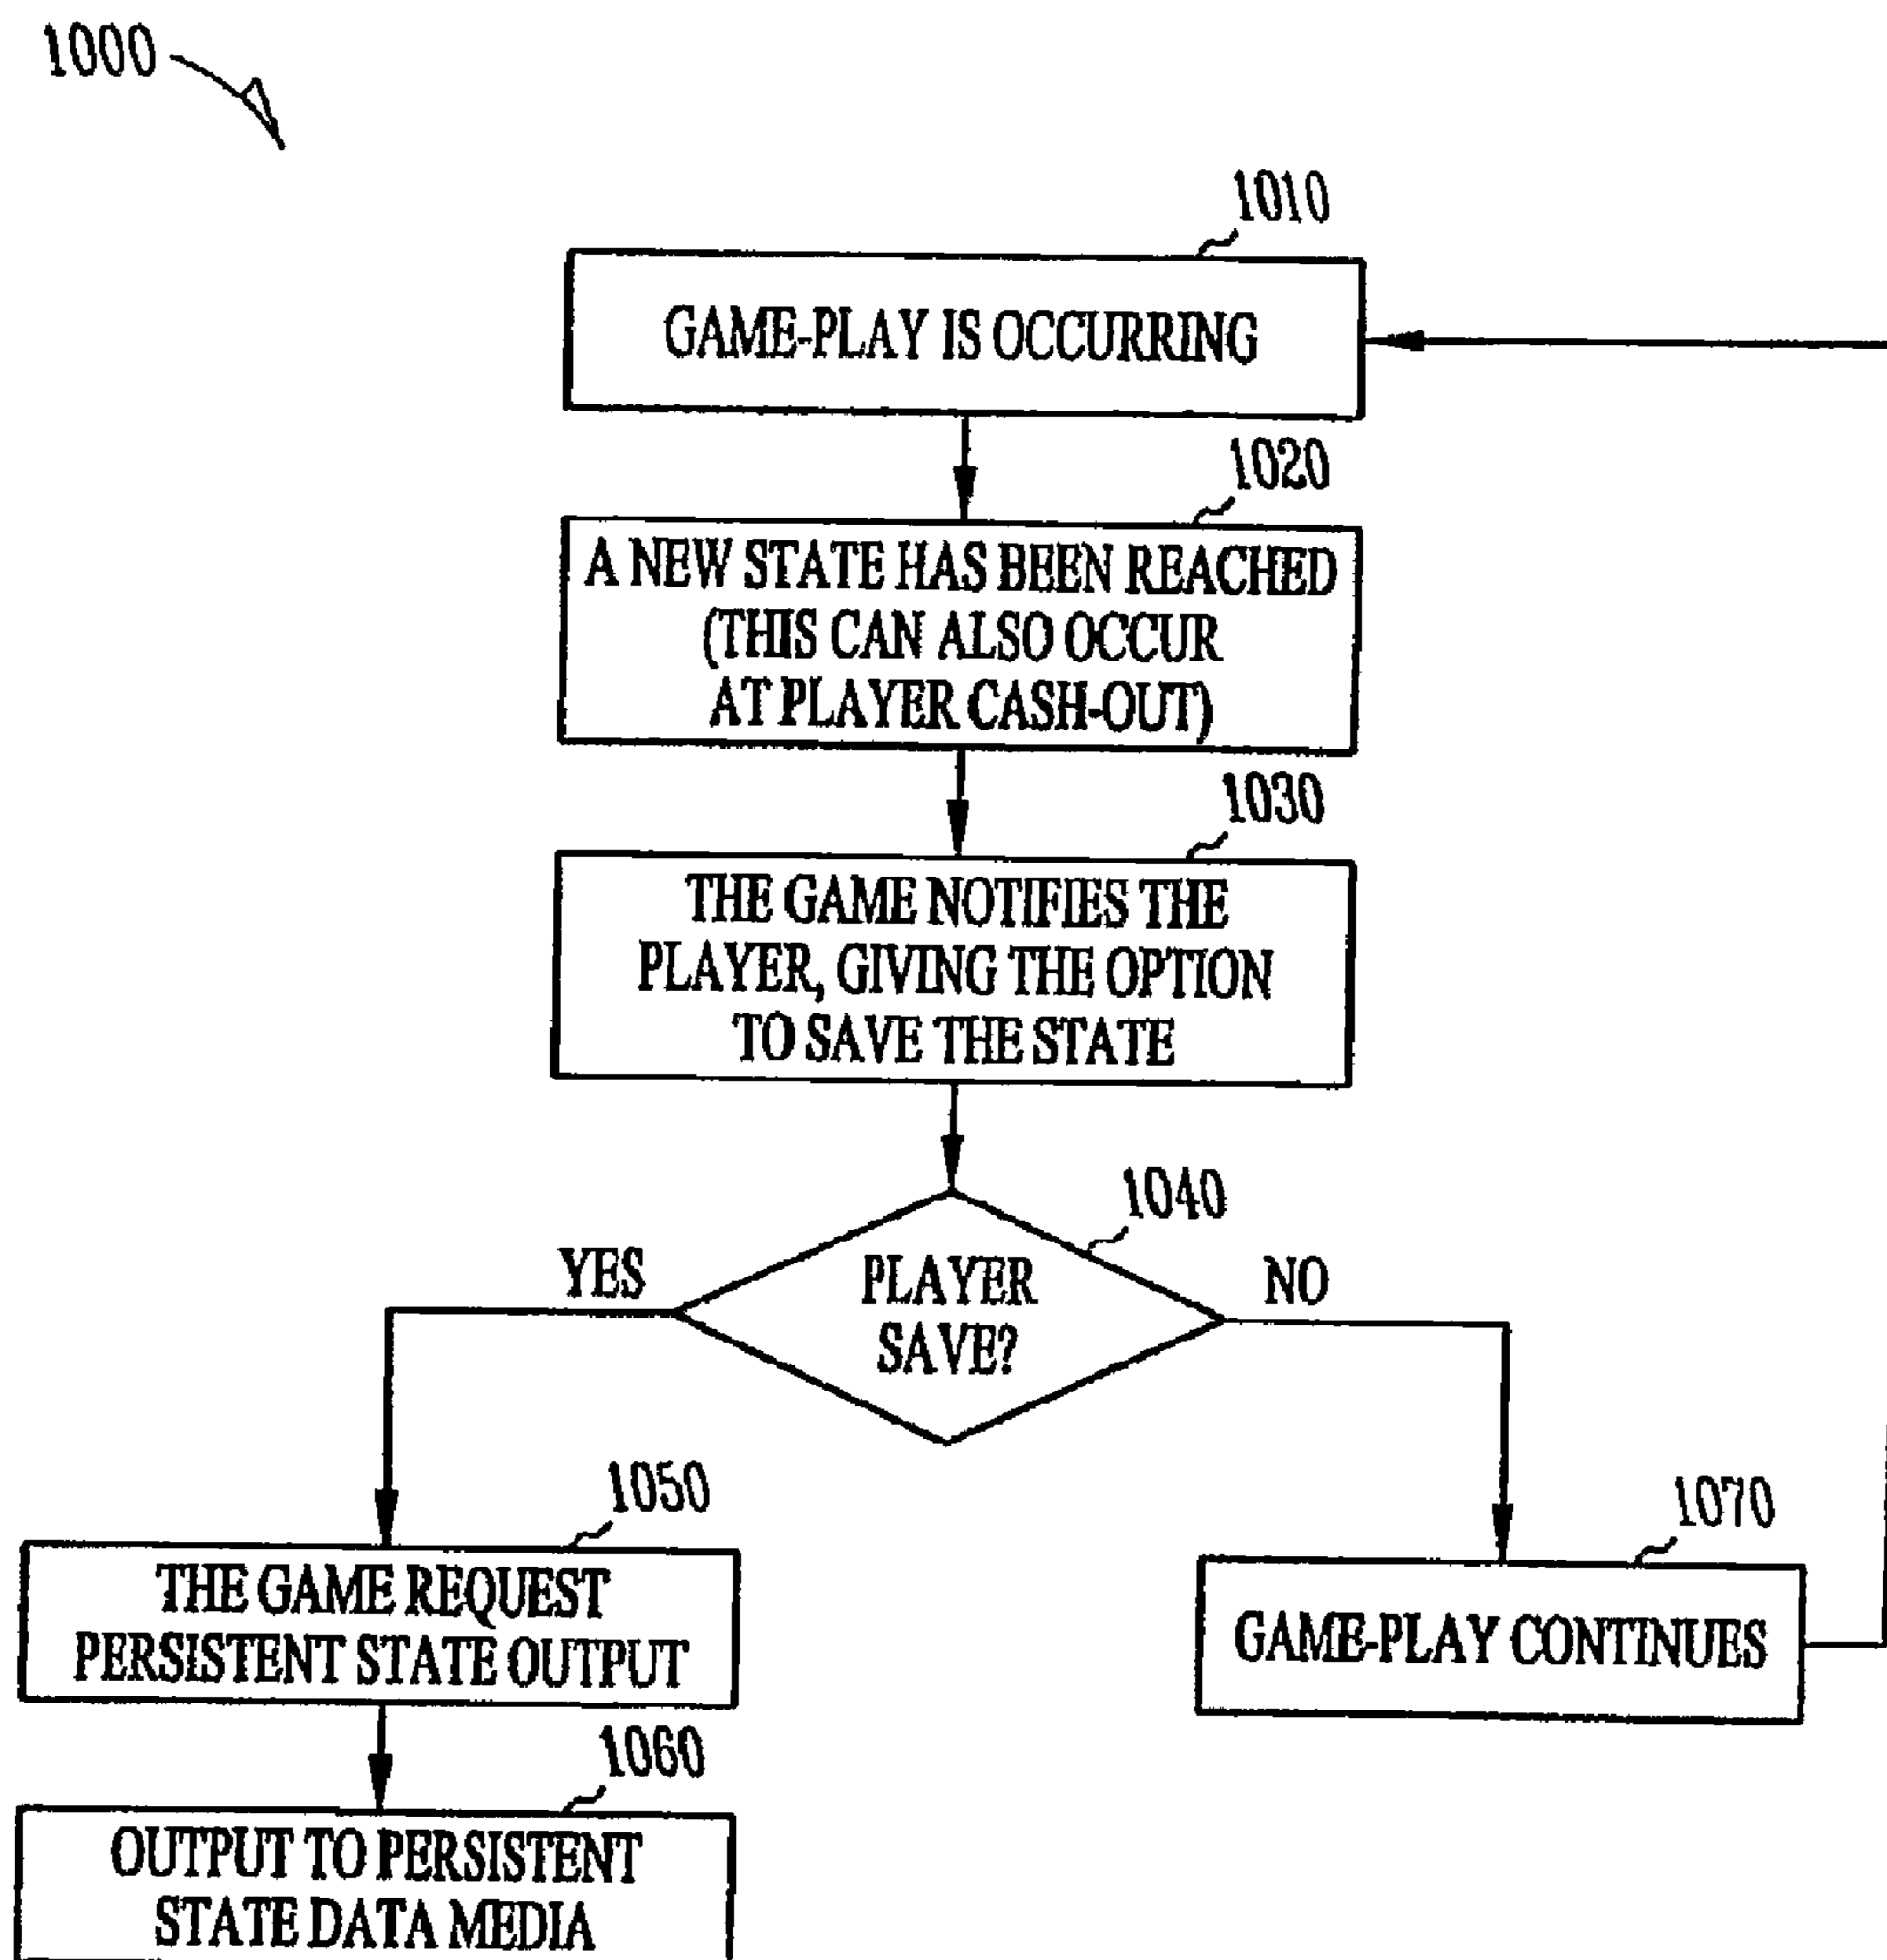 1000
1010
GAME-PLAY IS OCCURRING
1020
A NEW STATE HAS BEEN REACHED
(THIS CAN ALSO OCCUR
AT PLAYER CASH-OUT)
1030
THE GAME NOTIFIES THE
PLAYER, GIVING THE OPTION
TO SAVE THE STATE
1040
YES
PLAYER
SAVE?
NO
1050
THE GAME REQUEST
PERSISTENT STATE OUTPUT
1070
GAME-PLAY CONTINUES
1060
OUTPUT TO PERSISTENT
STATE DATA MEDIA